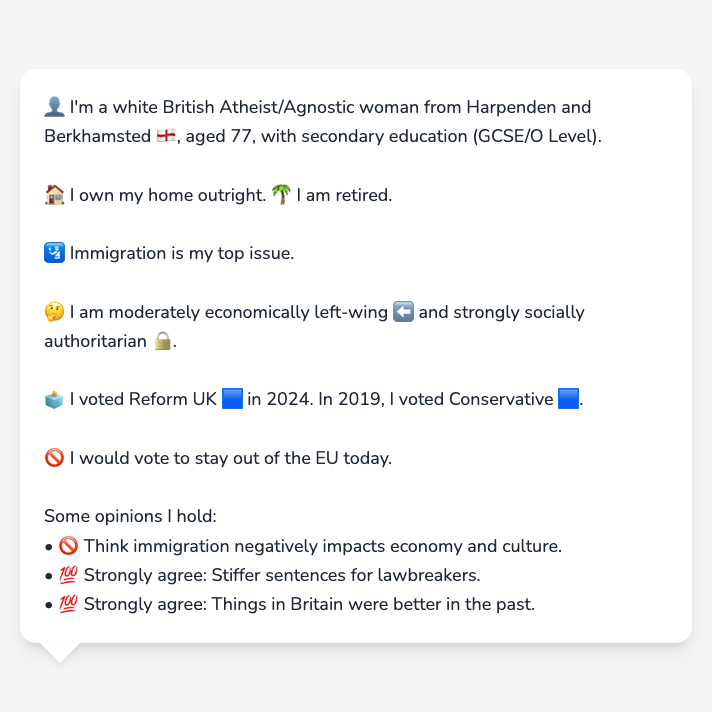 👤 I'm a white British Atheist/Agnostic woman from Harpenden and
Berkhamsted 🏴󠁧󠁢󠁥󠁮󠁧󠁿, aged 77, with secondary education (GCSE/O Level).
🏠 I own my home outright. 🌴 I am retired.
🛂 Immigration is my top issue.
🤔 I am moderately economically left-wing ⬅️ and strongly socially
authoritarian 🔒.
🗳️ I voted Reform UK 🟦 in 2024. In 2019, I voted Conservative 🟦.
🚫 I would vote to stay out of the EU today.
Some opinions I hold:
• 🚫 Think immigration negatively impacts economy and culture.
• 💯 Strongly agree: Stiffer sentences for lawbreakers.
• 💯 Strongly agree: Things in Britain were better in the past.